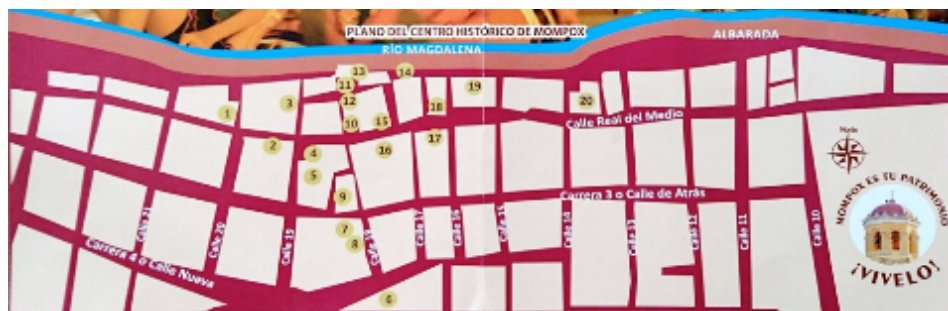 PLANO DEL CENTRO HISTÓRICO DE MOMPOX
RÍO MAGDALENA
ALBARADA
13
14
11
3
12
19
1
18
20
10
15
Calle Real del Medio
2
4
16
17
5
9
Carrera 3 o Calle de Atrás
7
8
6
Calle 21
Calle 20
Calle 19
Calle 18
Calle 17
Calle 16
Calle 15
Calle 14
Calle 13
Calle 12
Calle 11
Calle 10
Carrera 4 o Calle Nueva
Norte
MOMPOX ES TU PATRIMONIO
¡VIVELO!